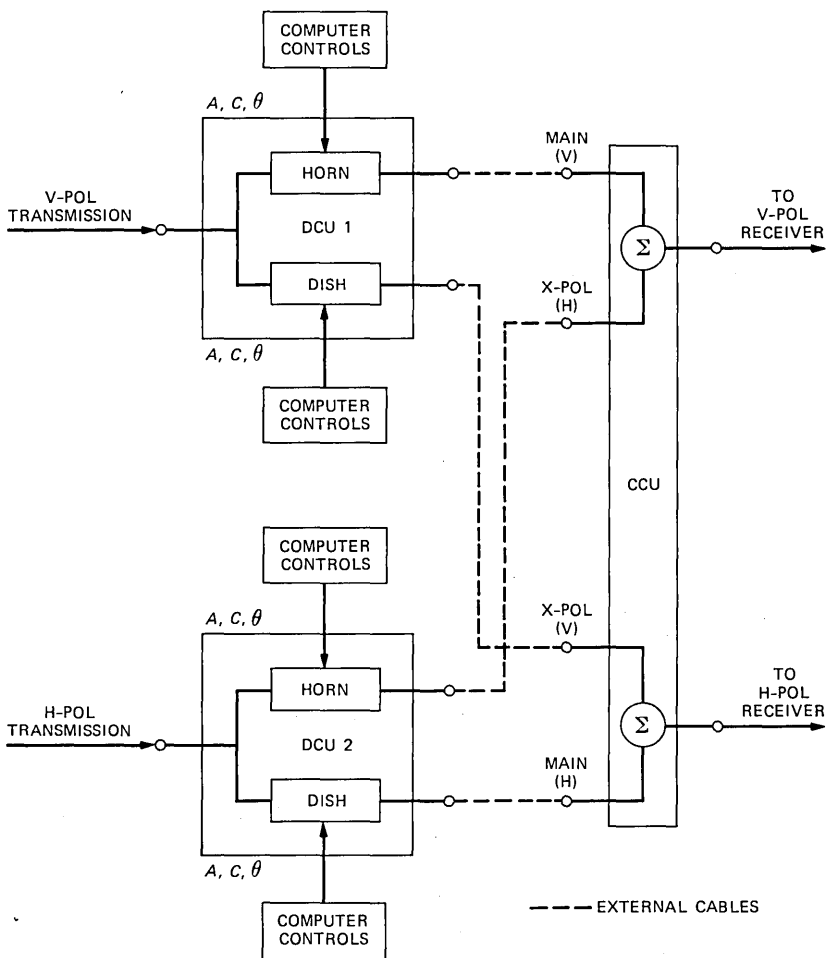 COMPUTER
CONTROLS
A, C, θ
MAIN
(V)
HORN
V-POL
TRANSMISSION
DCU 1
TO
V-POL
RECEIVER
Σ
DISH
X-POL
(H)
A, C, θ
COMPUTER
CONTROLS
CCU
COMPUTER
CONTROLS
X-POL
(V)
A, C, θ
HORN
H-POL
TRANSMISSION
DCU 2
TO
H-POL
RECEIVER
Σ
MAIN
(H)
DISH
A, C, θ
COMPUTER
CONTROLS
EXTERNAL CABLES